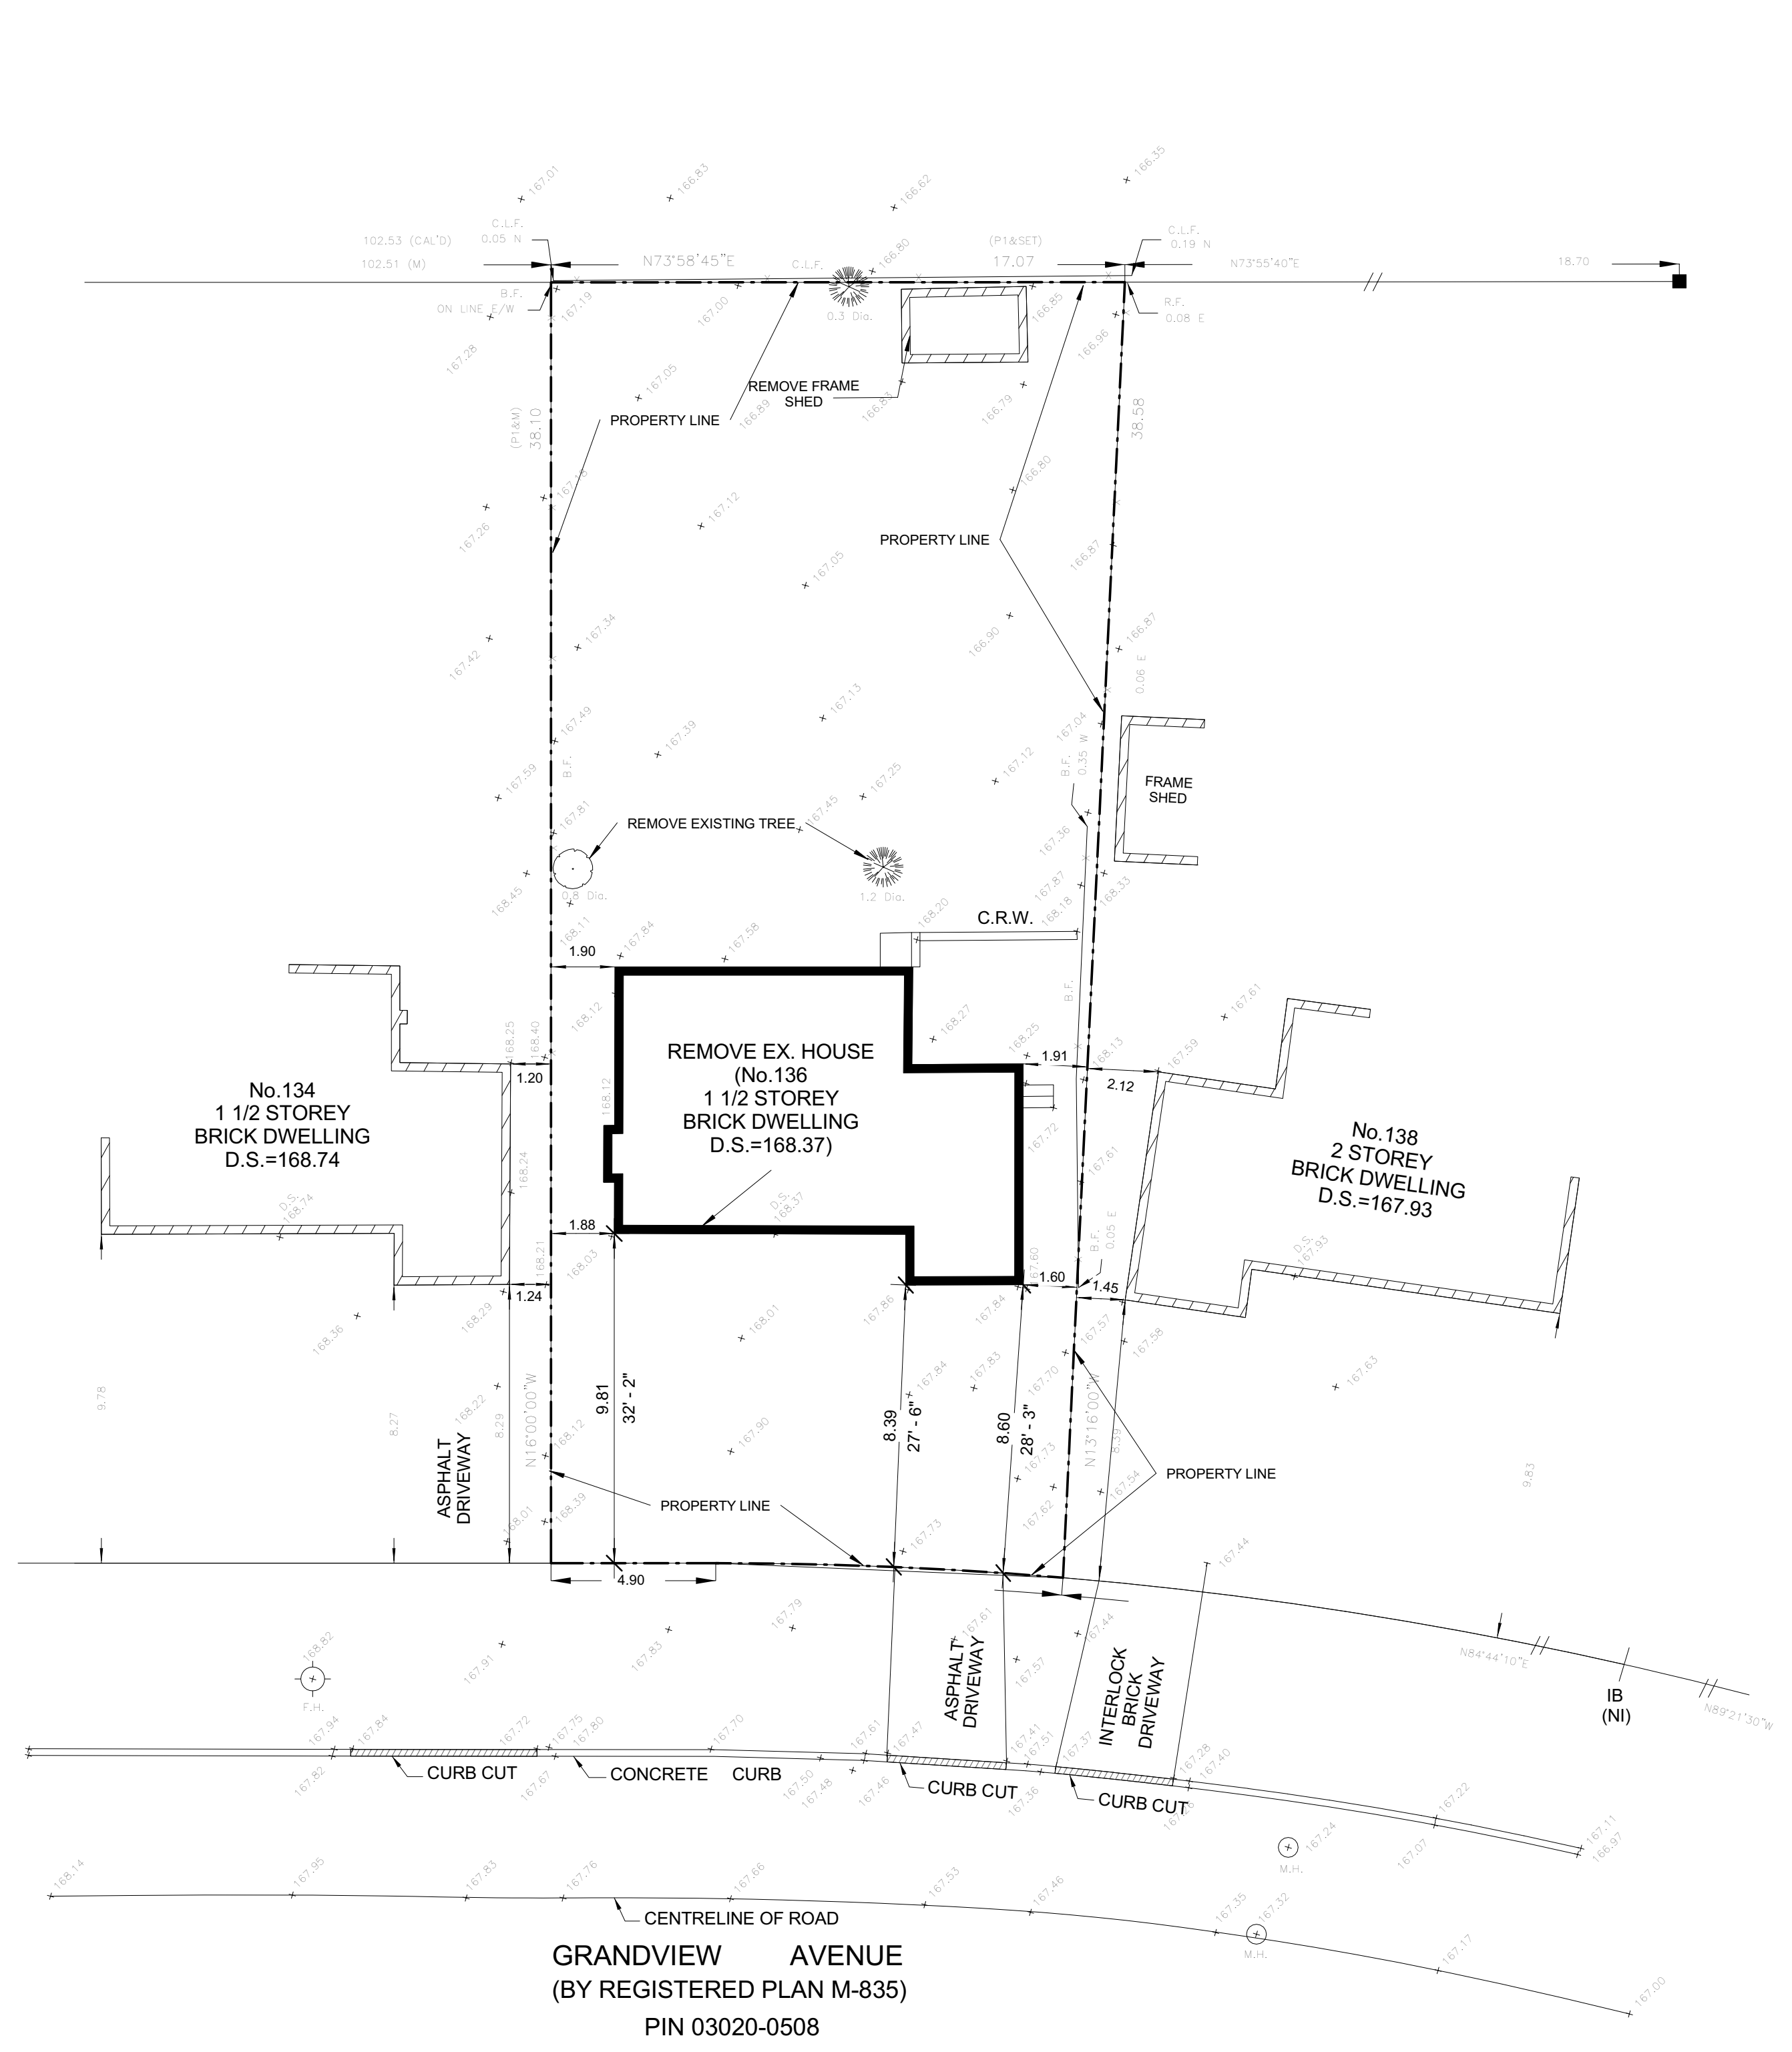 167.01
166.83
166.62
166.35
C.L.F.
0.05 N
102.53 (CAL'D)
102.51 (M)
N73°58'45"E
C.L.F.
166.80
(P1&SET)
17.07
C.L.F.
0.19 N
N73°55'40"E
18.70
B.F.
ON LINE E/W
167.19
167.00
0.3 Dia.
166.85
R.F.
0.08 E
166.96
167.28
167.05
REMOVE FRAME
SHED
166.89
166.83
166.79
(P1&M)
38.10
PROPERTY LINE
38.58
166.80
167.12
167.26
PROPERTY LINE
166.87
167.05
167.34
166.90
166.87
167.42
0.06 E
167.49
167.39
167.13
167.04
B.F.
0.35 W
167.59
B.F.
167.25
167.12
FRAME
SHED
167.81
REMOVE EXISTING TREE
167.45
167.36
168.45
0.8 Dia.
1.2 Dia.
167.87
168.33
168.11
167.84
167.58
168.20
C.R.W.
168.18
1.90
B.F.
167.61
168.25
168.40
168.12
168.27
168.25
1.91
168.13
167.59
1.20
2.12
REMOVE EX. HOUSE
(No.136
1 1/2 STOREY
BRICK DWELLING
D.S.=168.37)
No.134
1 1/2 STOREY
BRICK DWELLING
D.S.=168.74
168.12
167.72
167.61
No.138
2 STOREY
BRICK DWELLING
D.S.=167.93
168.24
D.S.
168.74
D.S.
168.37
1.88
168.21
168.03
167.60
B.F.
0.05 E
D.S.
167.93
1.24
1.60
1.45
168.36
168.29
168.01
167.86
167.84
167.57
167.58
167.63
9.78
8.27
168.22
8.29
N16°00'00"W
9.81
32' - 2"
167.84
167.83
167.70
N13°16'00"W
8.39
27' - 6"
8.60
28' - 3"
8.39
9.83
ASPHALT
DRIVEWAY
168.12
167.90
167.73
167.54
PROPERTY LINE
PROPERTY LINE
168.01
168.39
167.73
167.62
167.44
4.90
168.82
167.91
167.83
167.79
167.61
167.57
167.44
F.H.
ASPHALT
DRIVEWAY
INTERLOCK
BRICK
DRIVEWAY
N84°44'10"E
IB
(NI)
N89°21'30"W
167.94
167.84
167.72
167.75
167.80
167.70
167.61
167.47
167.41
167.51
167.37
167.28
167.40
167.82
CURB CUT
167.67
CONCRETE CURB
167.50
167.48
167.46
CURB CUT
167.36
CURB CUT
167.22
167.11
166.97
167.24
M.H.
167.07
168.14
167.95
167.83
167.76
167.66
167.53
167.46
167.35
167.32
M.H.
167.17
167.00
CENTRELINE OF ROAD
GRANDVIEW AVENUE
(BY REGISTERED PLAN M-835)
PIN 03020-0508